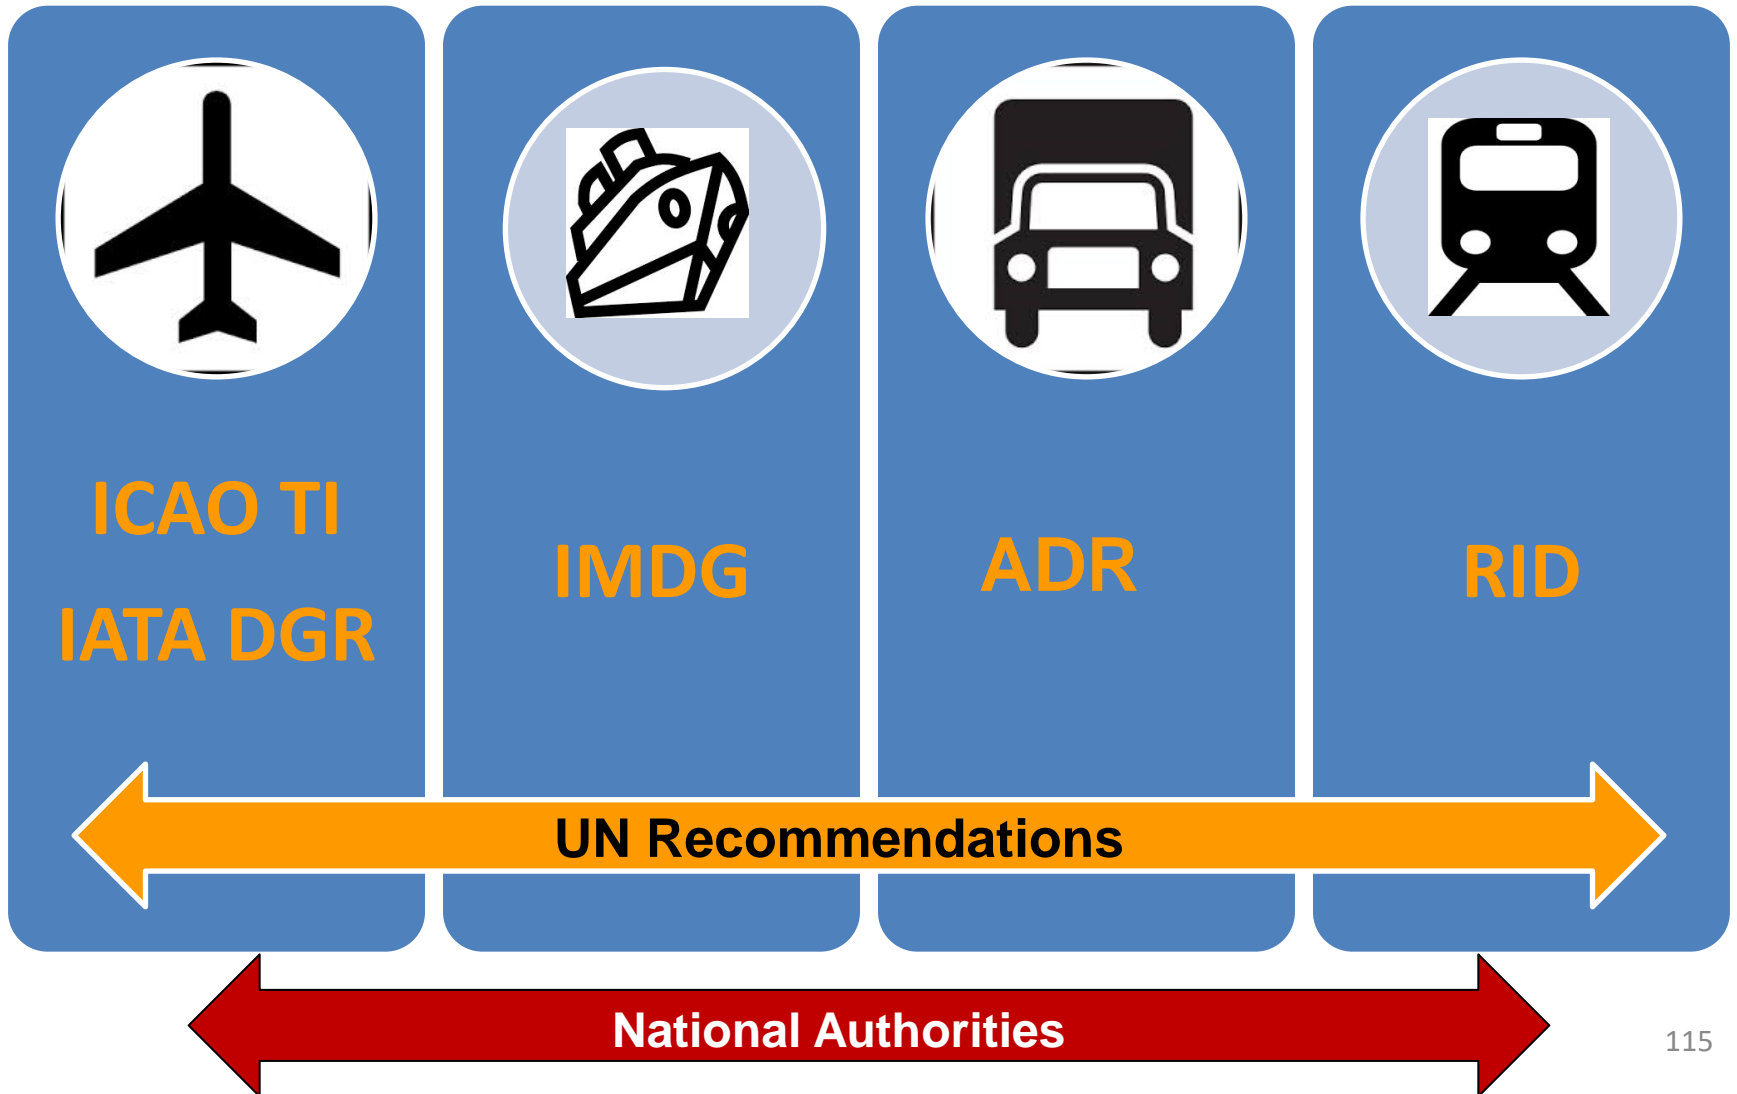 ICAO TI
IATA DGR
IMDG
ADR
RID
UN Recommendations
National Authorities
115